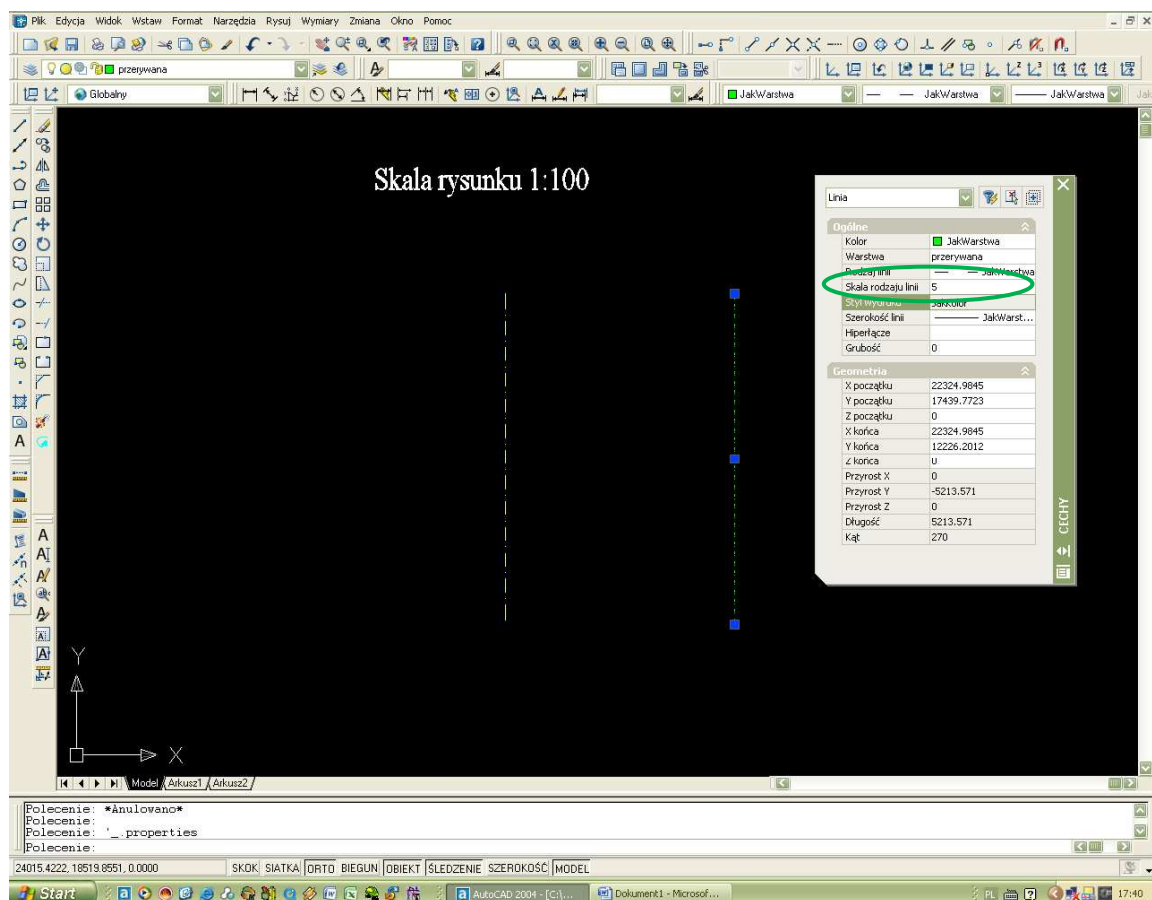 Plik Edycja Widok Wstaw Format Narzędzia Rysuj Wymiary Zmiana Okno Pomoc
przerywana
Globalny
JakWarstwa
JakWarstwa
JakWarstwa
Jak
Skala rysunku 1:100
Linia
Ogólne
Kolor JakWarstwa
Warstwa przerywana
Rodzaj linii JakWarstwa
Skala rodzaju linii 5
Styl wydruku JakKolor
Szerokość linii JakWarst...
Hiperłącze
Grubość 0
Geometria
X początku 22324.9845
Y początku 17439.7723
Z początku 0
X końca 22324.9845
Y końca 12226.2012
Z końca 0
Przyrost X 0
Przyrost Y -5213.571
Przyrost Z 0
Długość 5213.571
Kąt 270
CECHY
Y
X
Model Arkusz1 Arkusz2
Polecenie: *Anulowano*
Polecenie:
Polecenie: '_.properties
Polecenie:
24015.4222, 18519.8551, 0.0000 SKOK SIATKA ORTO BIEGUN OBIEKT ŚLEDZENIE SZEROKOŚĆ MODEL
Start AutoCAD 2004 - [C:\... Dokument1 - Microsof... PL 17:40